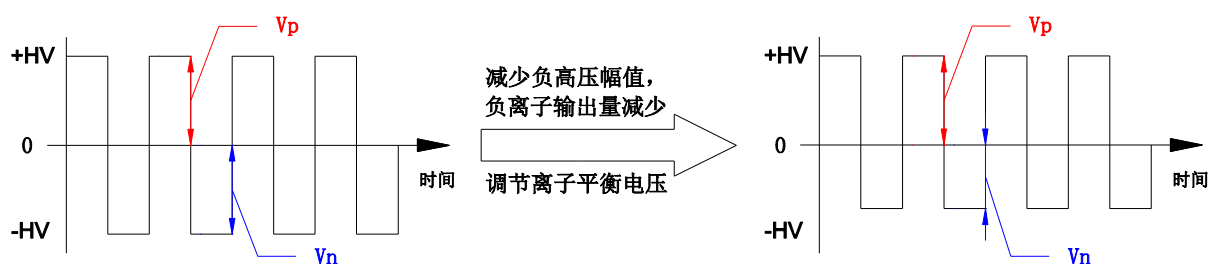 Vp
+HV
0
时间
-HV
Vn
减少负高压幅值，
负离子输出量减少
调节离子平衡电压
Vp
+HV
0
时间
-HV
Vn